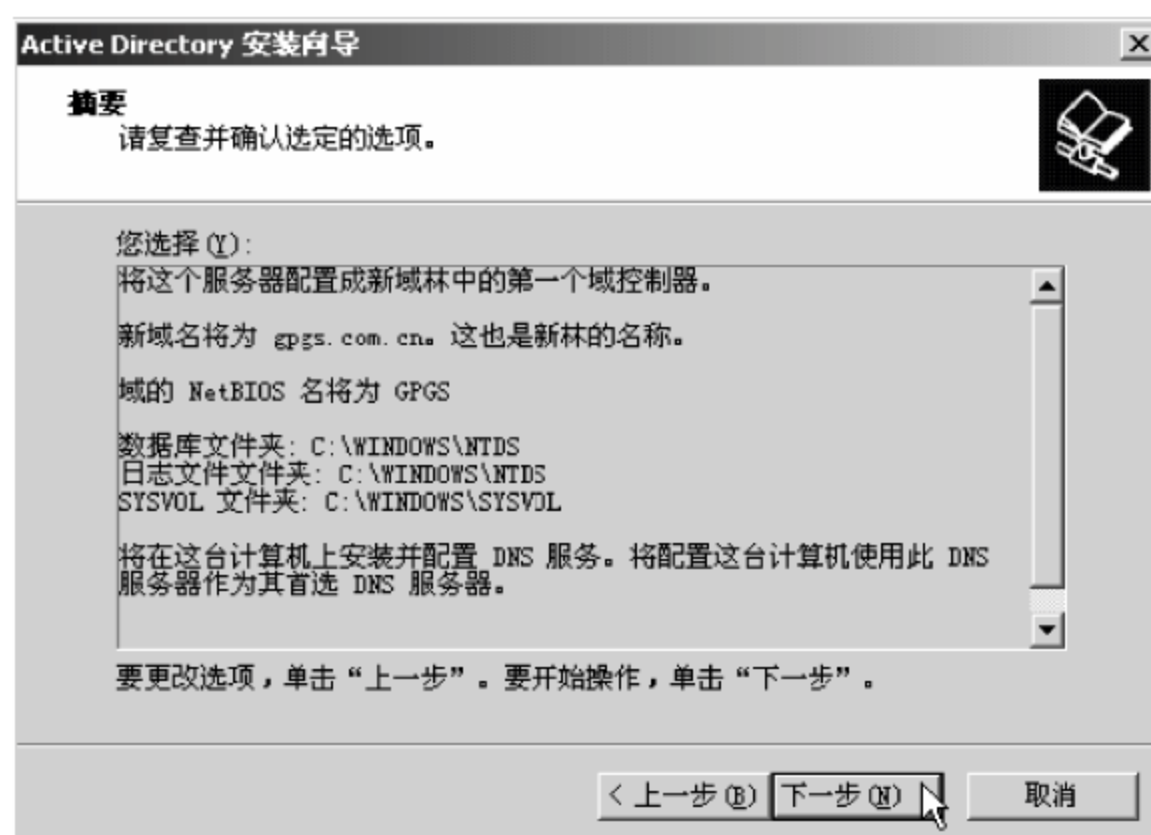 Active Directory 安装向导
摘要
请复查并确认选定的选项。
您选择(Y):
将这个服务器配置成新域林中的第一个域控制器。
新域名将为 gpgs.com.cn。这也是新林的名称。
域的 NetBIOS 名将为 GPGS
数据库文件夹: C:\WINDOWS\NTDS
日志文件文件夹: C:\WINDOWS\NTDS
SYSVOL 文件夹: C:\WINDOWS\SYSVOL
将在这台计算机上安装并配置 DNS 服务。将配置这台计算机使用此 DNS
服务器作为其首选 DNS 服务器。
要更改选项，单击“上一步”。要开始操作，单击“下一步”。
< 上一步(B) 下一步(N) 取消